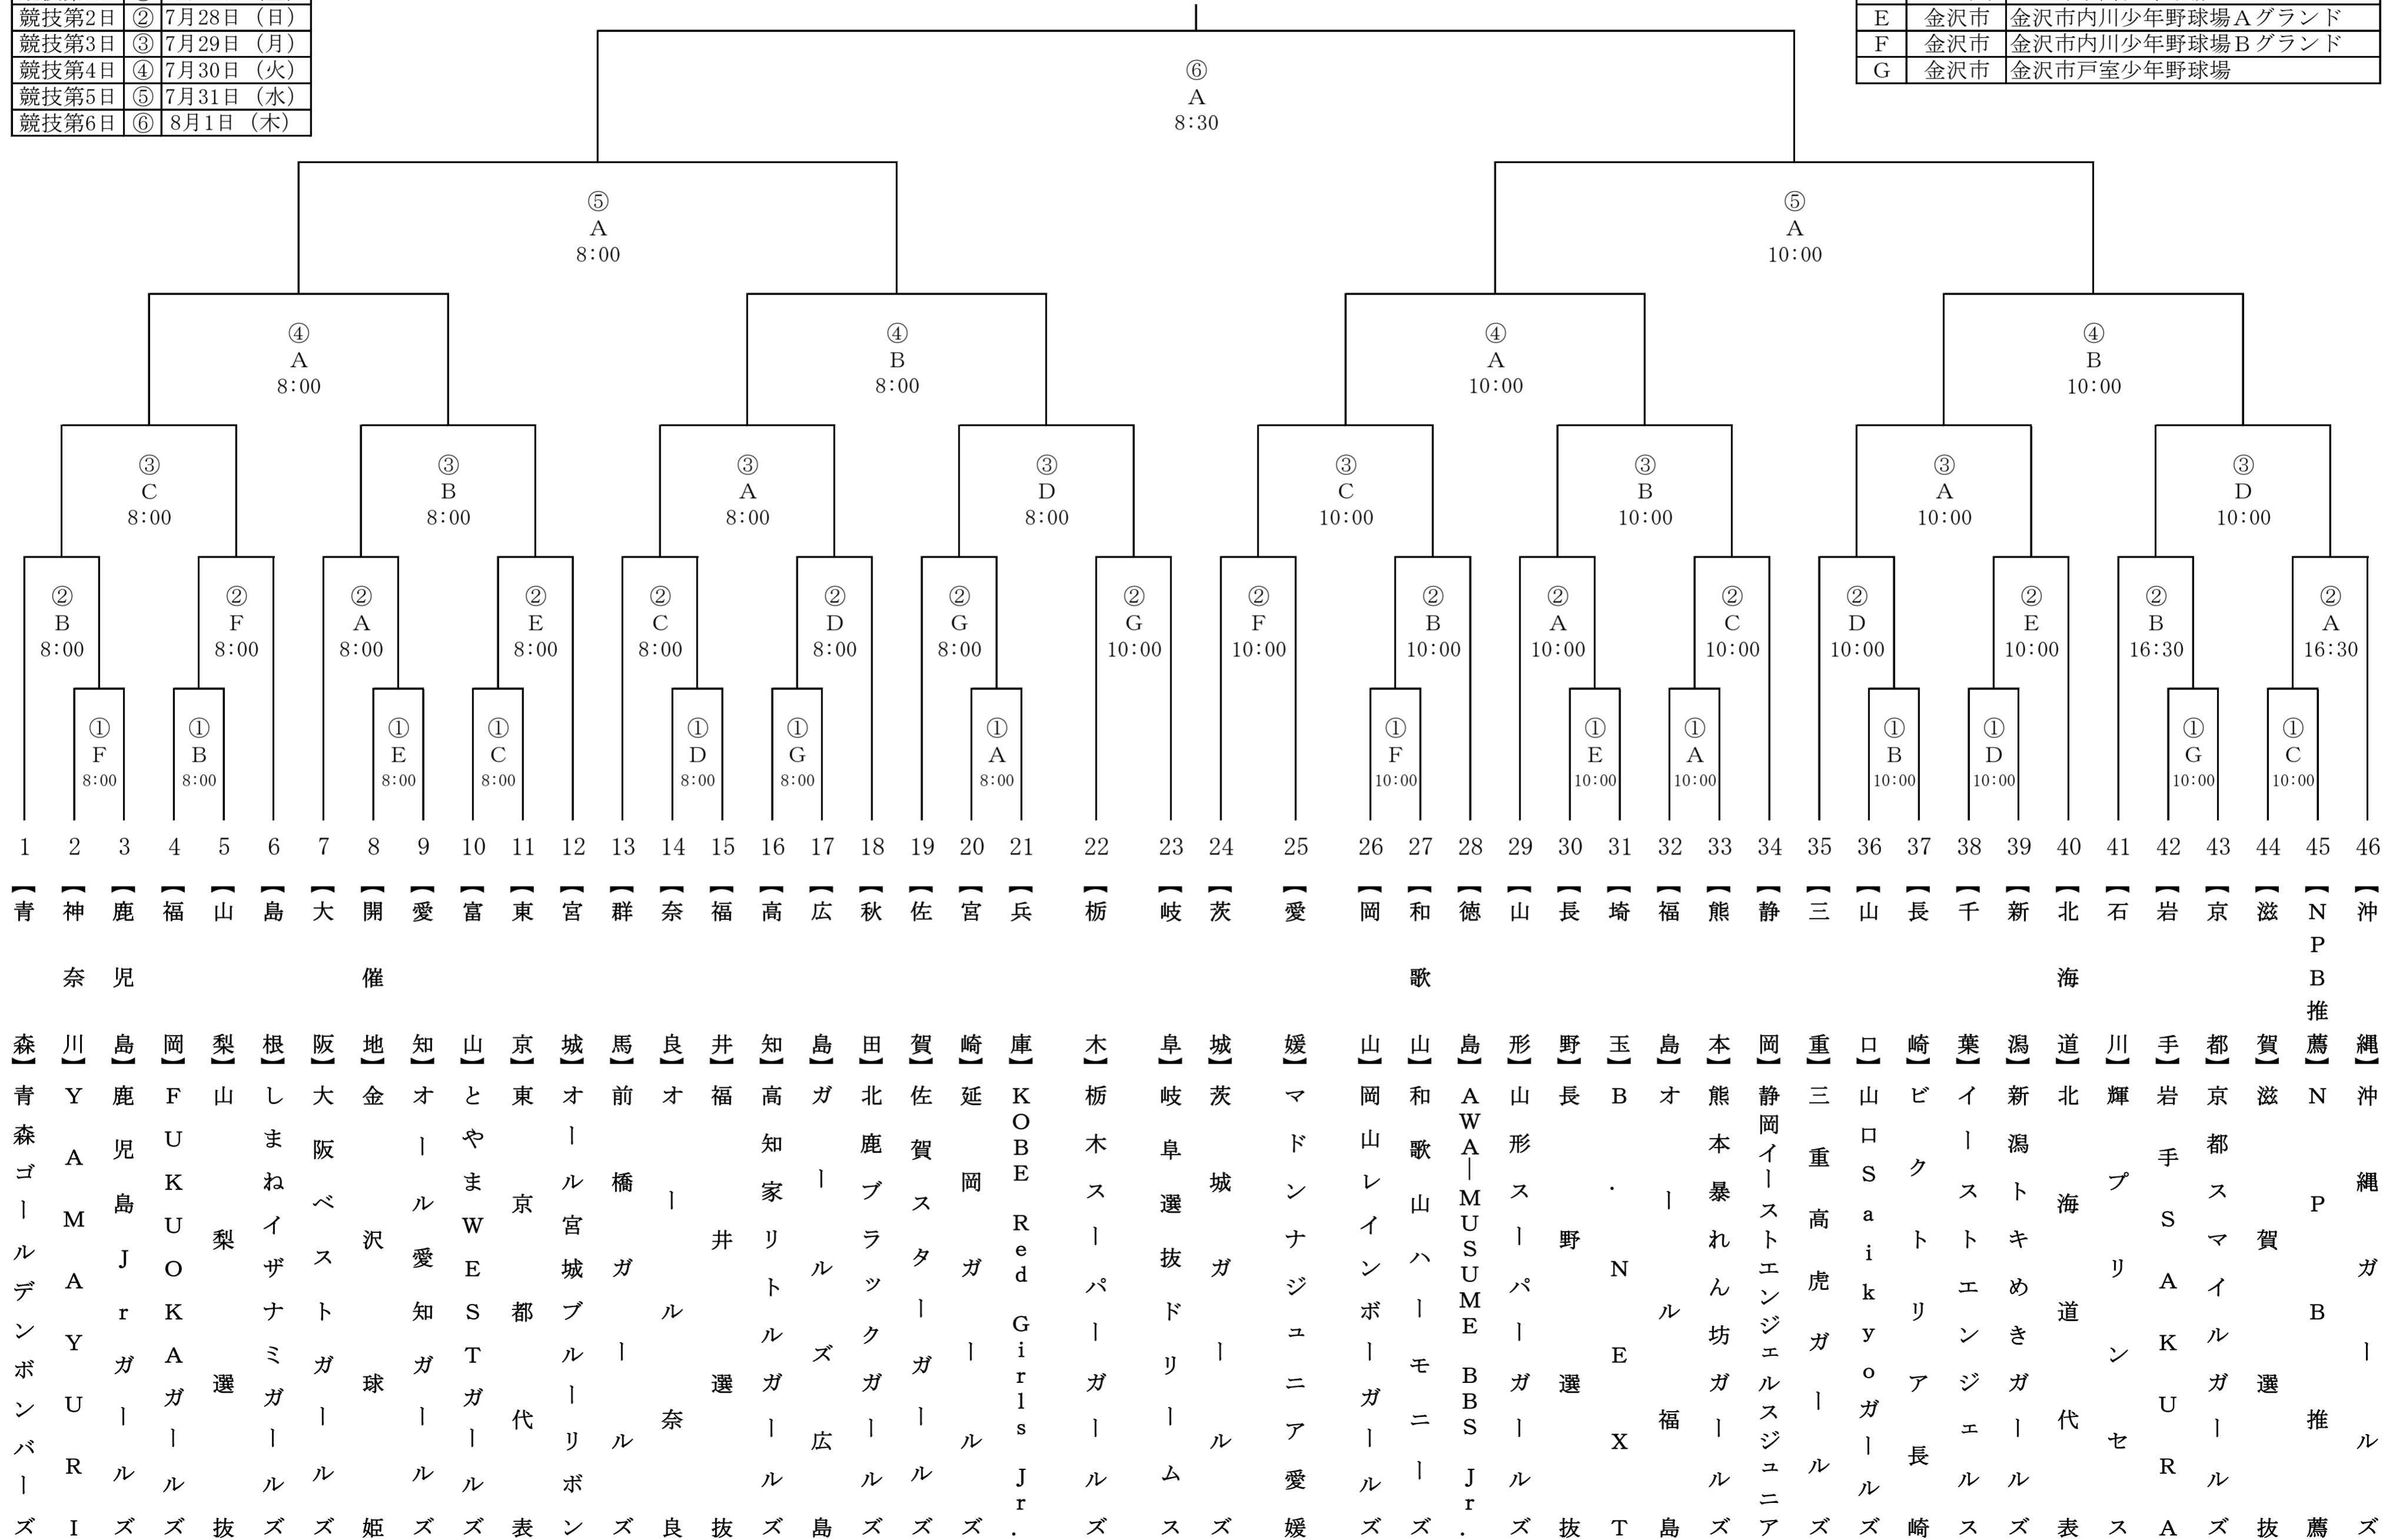 競技第2日 ② 7月28日（日）
競技第3日 ③ 7月29日（月）
競技第4日 ④ 7月30日（火）
競技第5日 ⑤ 7月31日（水）
競技第6日 ⑥ 8月1日（木）
E 金沢市 金沢市内川少年野球場Aグランド
F 金沢市 金沢市内川少年野球場Bグランド
G 金沢市 金沢市戸室少年野球場
⑥
A
8:30
⑤ ⑤
A A
8:00 10:00
④ ④ ④ ④
A B A B
8:00 8:00 10:00 10:00
③ ③ ③ ③ ③ ③ ③ ③
C B A D C B A D
8:00 8:00 8:00 8:00 10:00 10:00 10:00 10:00
② ② ② ② ② ② ② ② ② ② ② ② ② ② ② ②
B F A E C D G G F B A C D E B A
8:00 8:00 8:00 8:00 8:00 8:00 8:00 10:00 10:00 10:00 10:00 10:00 10:00 10:00 16:30 16:30
① ① ① ① ① ① ① ① ① ① ① ① ① ①
F B E C D G A F E A B D G C
8:00 8:00 8:00 8:00 8:00 8:00 8:00 10:00 10:00 10:00 10:00 10:00 10:00 10:00
1 2 3 4 5 6 7 8 9 10 11 12 13 14 15 16 17 18 19 20 21 22 23 24 25 26 27 28 29 30 31 32 33 34 35 36 37 38 39 40 41 42 43 44 45 46
【青森】青森ゴールデンボンバーズ
【神奈川】YAMAYURI
【鹿児島】鹿児島Jrガールズ
【福岡】FUKUOKAガールズ
【山梨】山梨選抜
【島根】しまねイザナミガールズ
【大阪】大阪ベストガールズ
【開催地】金沢球姫
【愛知】オール愛知ガールズ
【富山】とやまWESTガールズ
【東京】東京都代表
【宮城】オール宮城ブルーリボン
【群馬】前橋ガールズ
【奈良】オール奈良
【福井】福井選抜
【高知】高知家リトルガールズ
【広島】ガールズ広島
【秋田】北鹿ブラックガールズ
【佐賀】佐賀スターガールズ
【宮崎】延岡ガールズ
【兵庫】KOBE Red Girls Jr.
【栃木】栃木スーパーガールズ
【岐阜】岐阜選抜ドリームス
【茨城】茨城ガールズ
【愛媛】マドンナジュニア愛媛
【岡山】岡山レインボーガールズ
【和歌山】和歌山ハーモニーズ
【徳島】AWA―MUSUME BBS Jr.
【山形】山形スーパーガールズ
【長野】長野選抜
【埼玉】B.NEXT
【福島】オール福島
【熊本】熊本暴れん坊ガールズ
【静岡】静岡イーストエンジェルスジュニア
【三重】三重高虎ガールズ
【山口】山口Saikyoガールズ
【長崎】ビクトリア長崎
【千葉】イーストエンジェルス
【新潟】新潟トキめきガールズ
【北海道】北海道代表
【石川】輝プリンセス
【岩手】岩手SAKURA
【京都】京都スマイルガールズ
【滋賀】滋賀選抜
【NPB推薦】NPB推薦
【沖縄】沖縄ガールズ